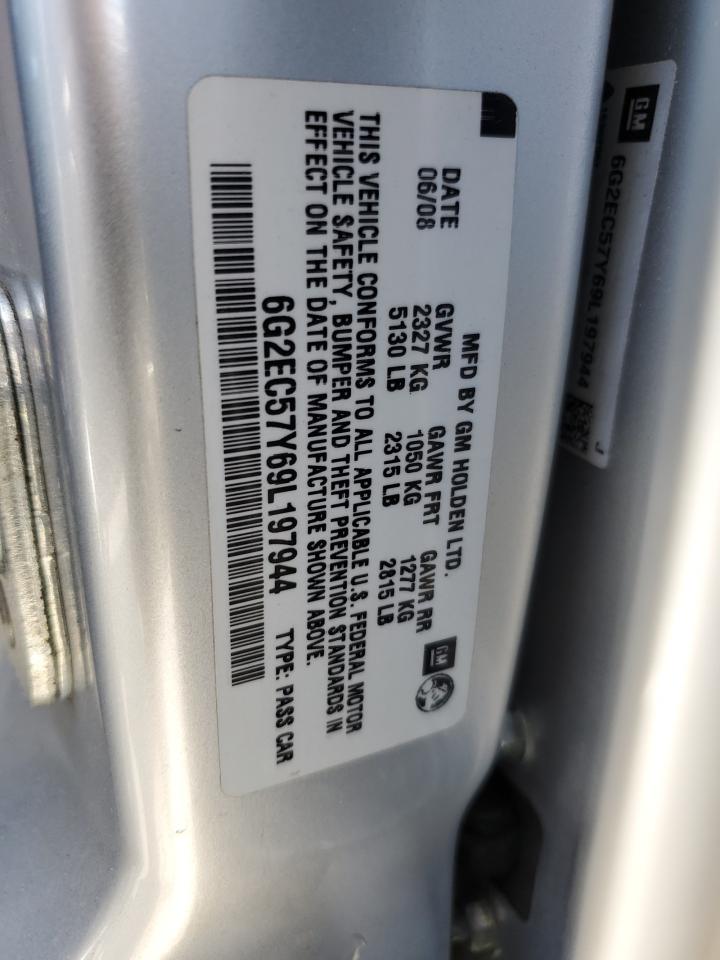 MFD BY GM HOLDEN LTD.
DATE GVWR GAWR FRT GAWR RR
06/08 2327 KG 1050 KG 1277 KG
5130 LB 2315 LB 2815 LB
GM
THIS VEHICLE CONFORMS TO ALL APPLICABLE U.S. FEDERAL MOTOR
VEHICLE SAFETY, BUMPER AND THEFT PREVENTION STANDARDS IN
EFFECT ON THE DATE OF MANUFACTURE SHOWN ABOVE.
6G2EC57Y69L197944 TYPE: PASS CAR
GM
6G2EC57Y69L197944
J